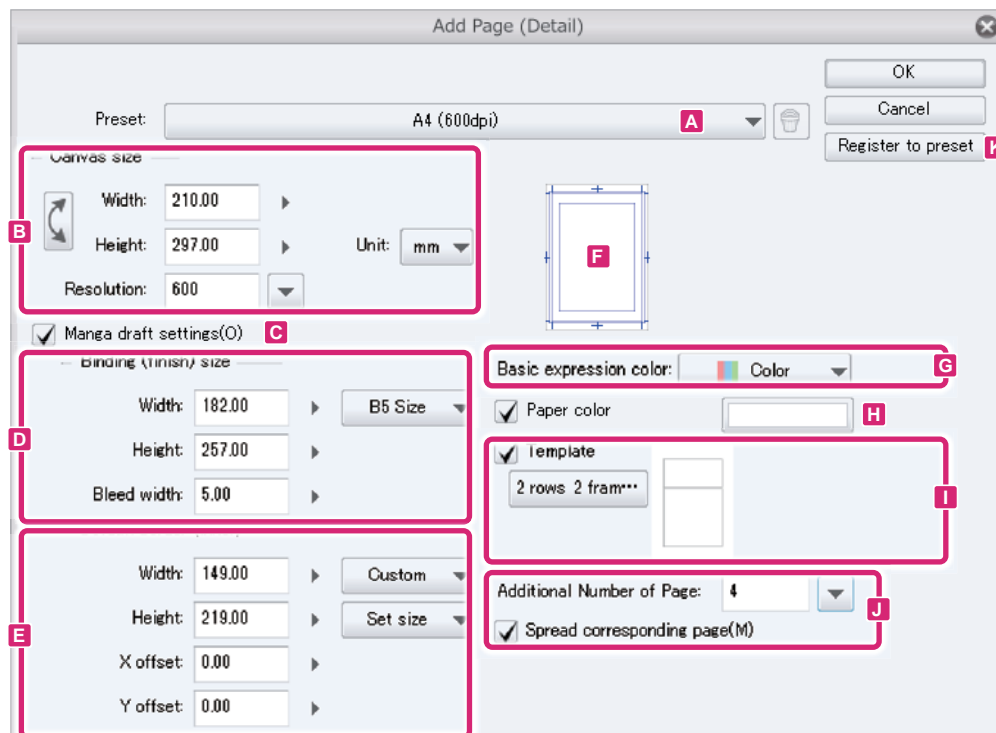 Add Page (Detail)
OK
Preset: A4 (600dpi) A
Cancel
Register to preset K
Canvas size
Width: 210.00
B
Height: 297.00 Unit: mm
Resolution: 600
F
Manga draft settings(O) C
Binding (finish) size
Width: 182.00 B5 Size
D
Height: 257.00
Bleed width: 5.00
Basic expression color: Color G
Paper color H
Template
2 rows 2 fram··· I
Width: 149.00 Custom
Height: 219.00 Set size
E
X offset: 0.00
Y offset: 0.00
Additional Number of Page: 4
J
Spread corresponding page(M)